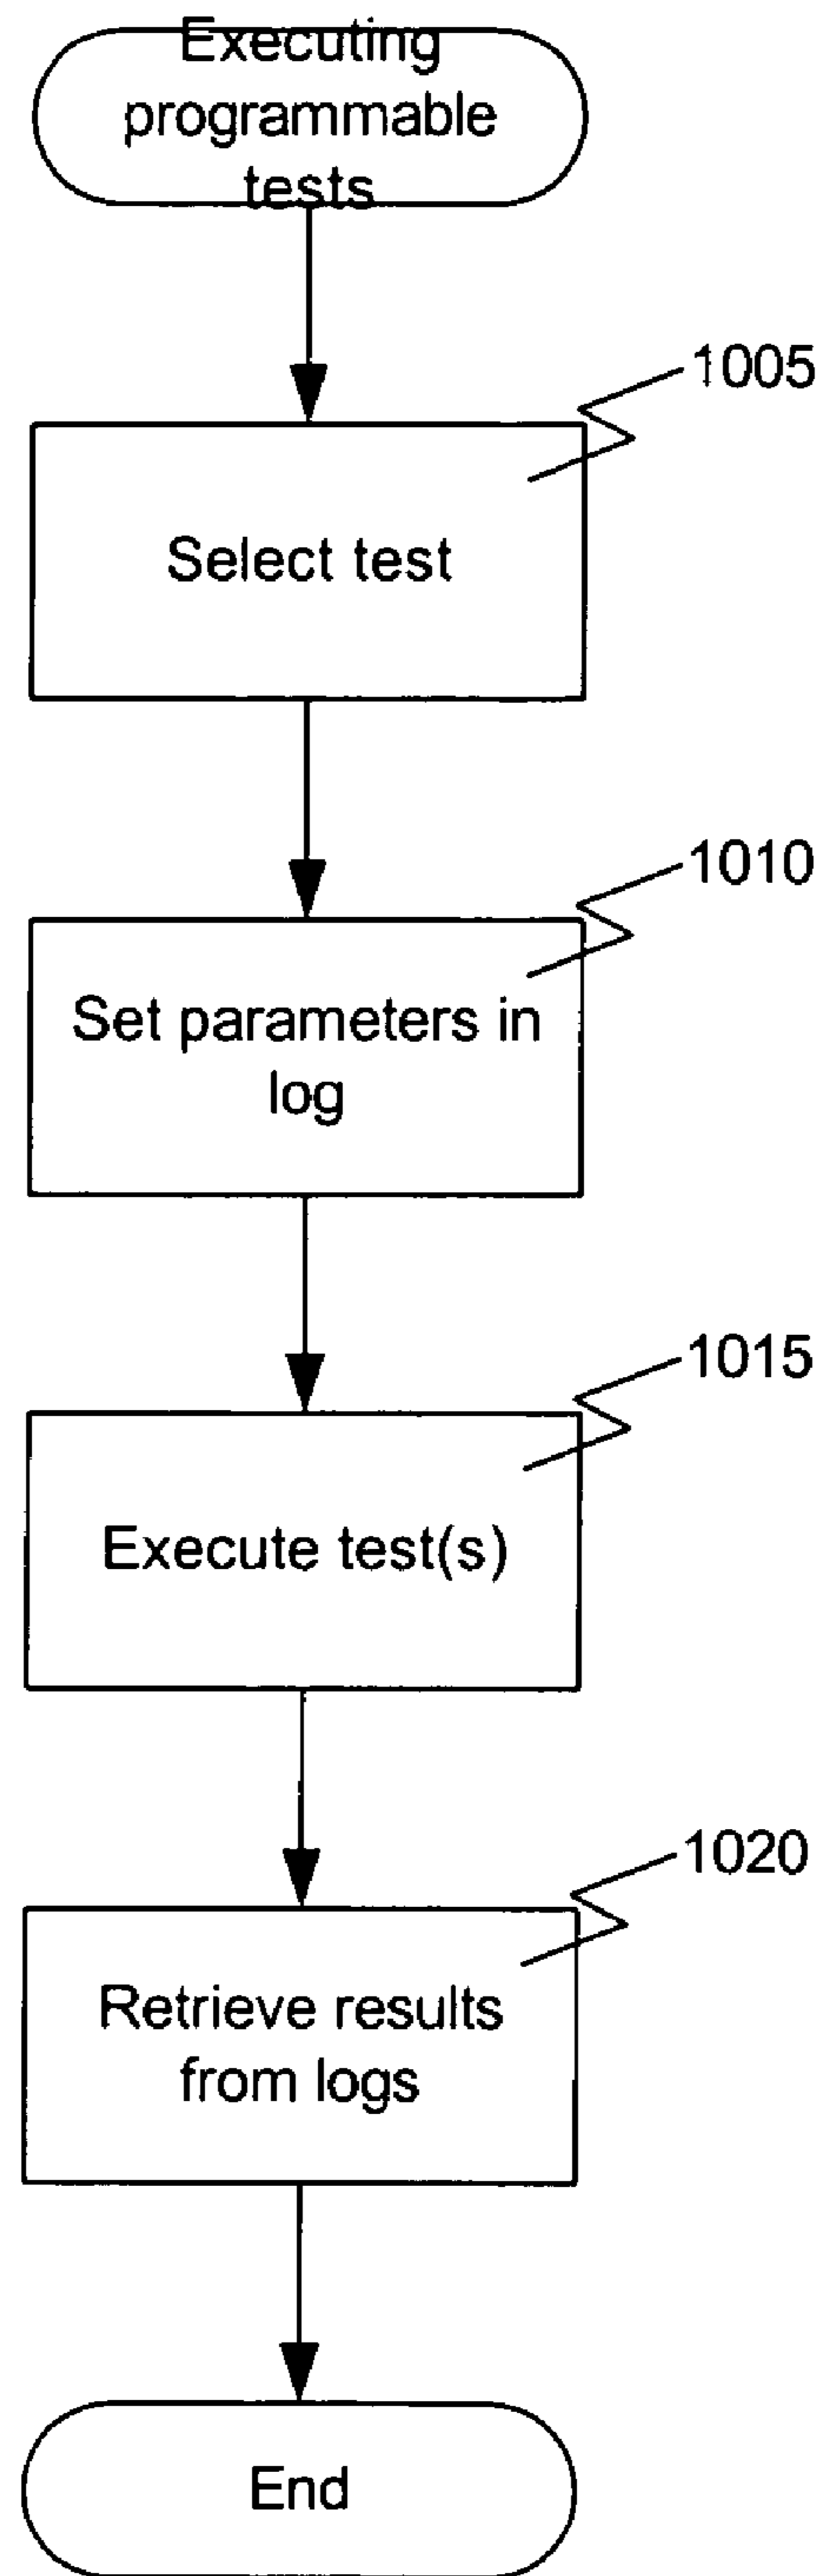 Executing
programmable
tests
1005
Select test
1010
Set parameters in
log
1015
Execute test(s)
1020
Retrieve results
from logs
End